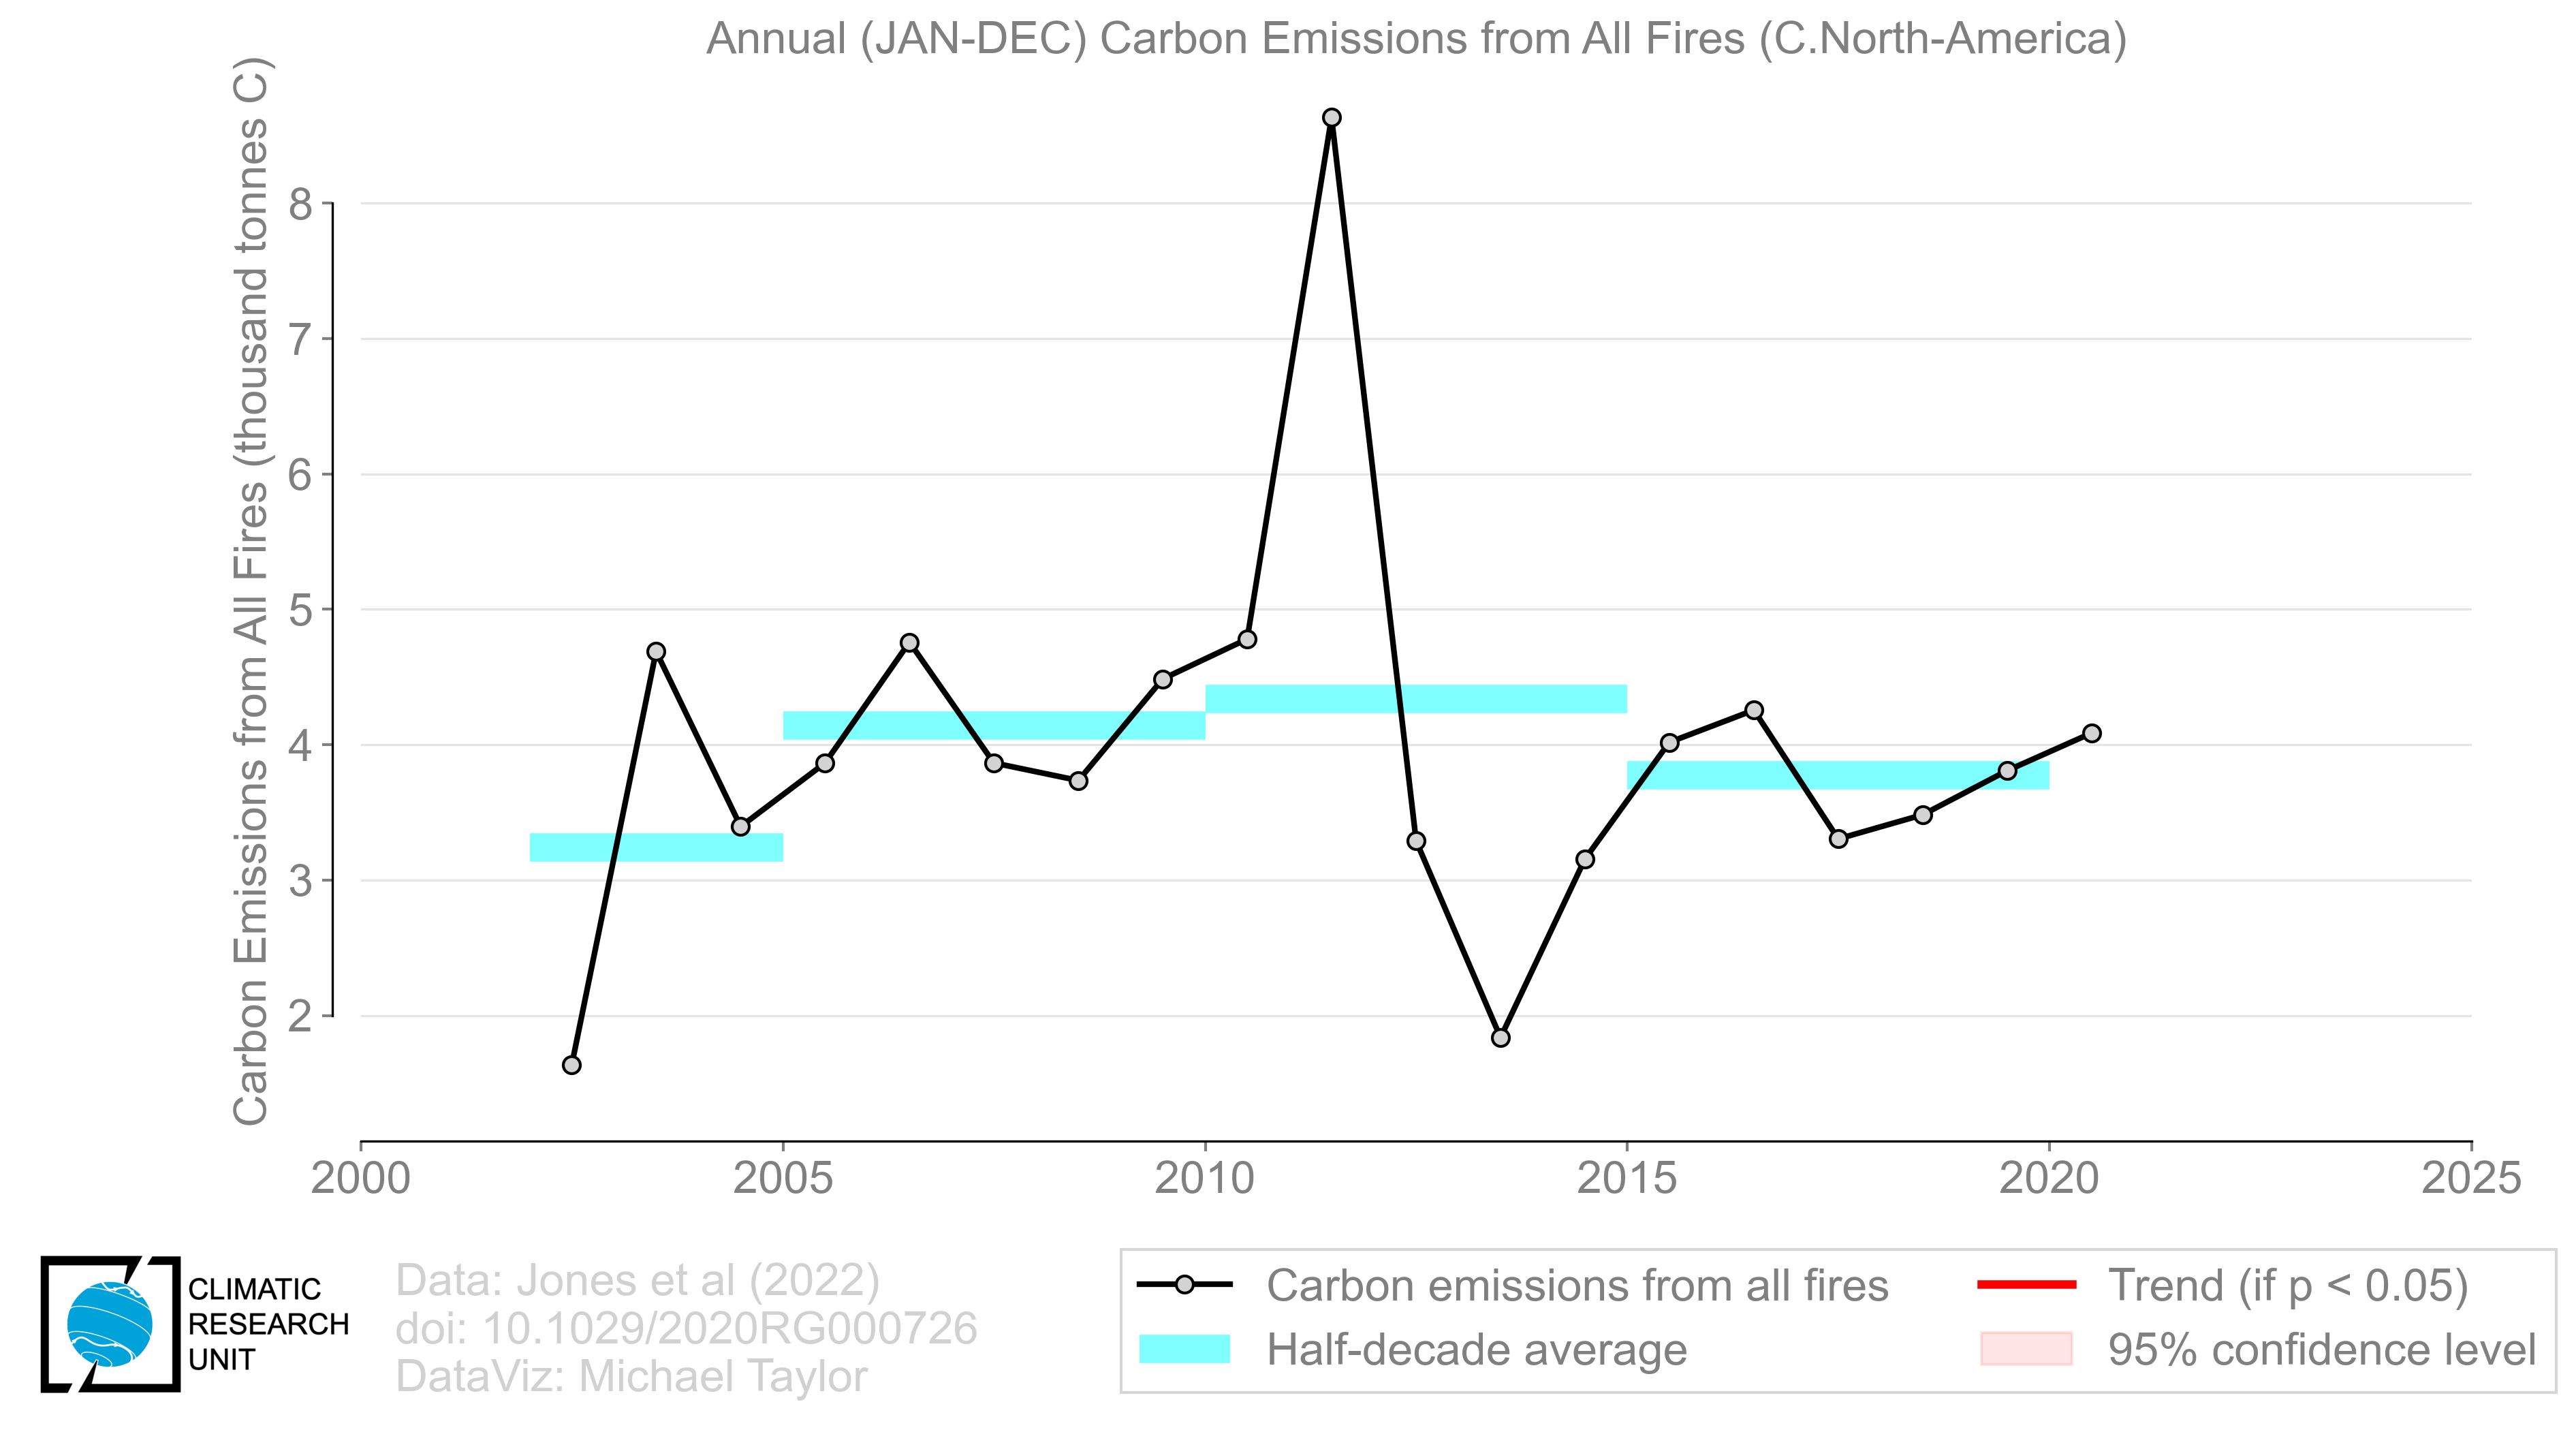 Annual (JAN-DEC) Carbon Emissions from All Fires (C.North-America)
Carbon Emissions from All Fires (thousand tonnes C)
8
7
6
5
4
3
2
2000
2005
2010
2015
2020
2025
CLIMATIC
RESEARCH
UNIT
Data: Jones et al (2022)
doi: 10.1029/2020RG000726
DataViz: Michael Taylor
Carbon emissions from all fires
Half-decade average
Trend (if p < 0.05)
95% confidence level